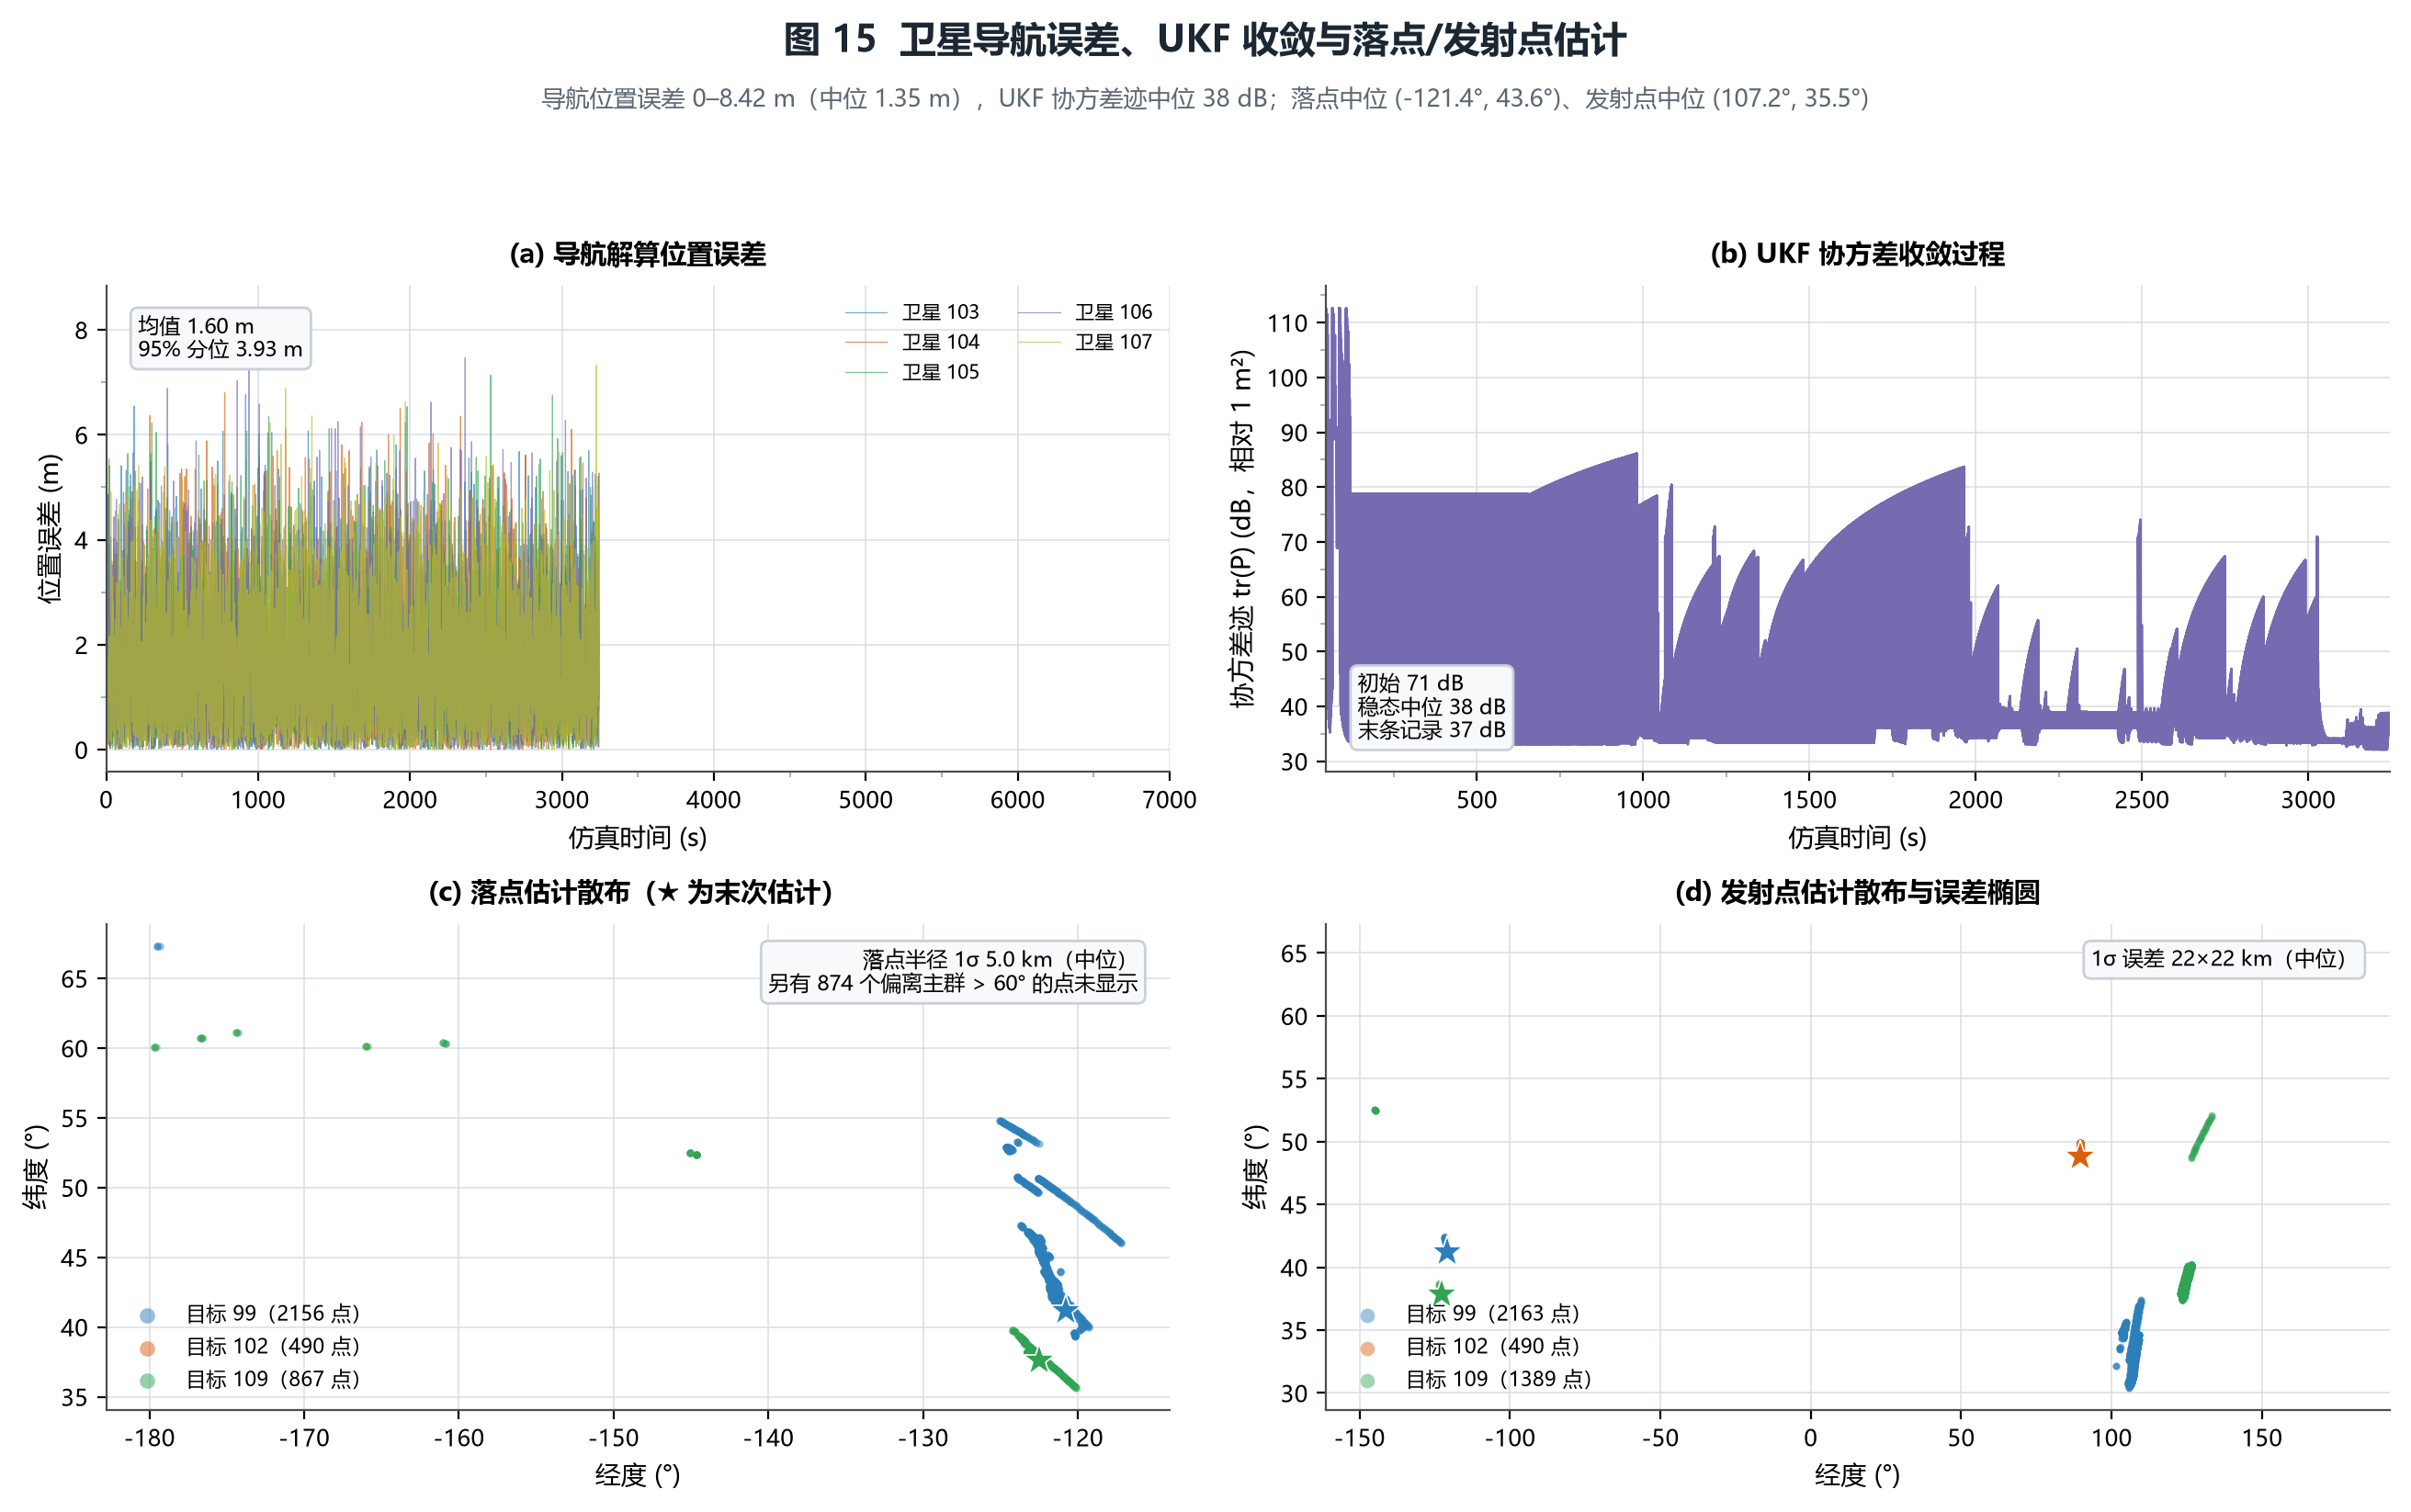 图 15  卫星导航误差、UKF 收敛与落点/发射点估计
导航位置误差 0–8.42 m（中位 1.35 m），UKF 协方差迹中位 38 dB；落点中位 (-121.4°, 43.6°)、发射点中位 (107.2°, 35.5°)
(a) 导航解算位置误差
均值 1.60 m
95% 分位 3.93 m
卫星 103
卫星 104
卫星 105
卫星 106
卫星 107
位置误差 (m)
8
6
4
2
0
0 1000 2000 3000 4000 5000 6000 7000
仿真时间 (s)
(b) UKF 协方差收敛过程
协方差迹 tr(P) (dB，相对 1 m²)
110
100
90
80
70
60
50
40
30
初始 71 dB
稳态中位 38 dB
末条记录 37 dB
500 1000 1500 2000 2500 3000
仿真时间 (s)
(c) 落点估计散布（★ 为末次估计）
落点半径 1σ 5.0 km（中位）
另有 874 个偏离主群 > 60° 的点未显示
纬度 (°)
65
60
55
50
45
40
35
目标 99（2156 点）
目标 102（490 点）
目标 109（867 点）
-180 -170 -160 -150 -140 -130 -120
经度 (°)
(d) 发射点估计散布与误差椭圆
1σ 误差 22×22 km（中位）
纬度 (°)
65
60
55
50
45
40
35
30
目标 99（2163 点）
目标 102（490 点）
目标 109（1389 点）
-150 -100 -50 0 50 100 150
经度 (°)